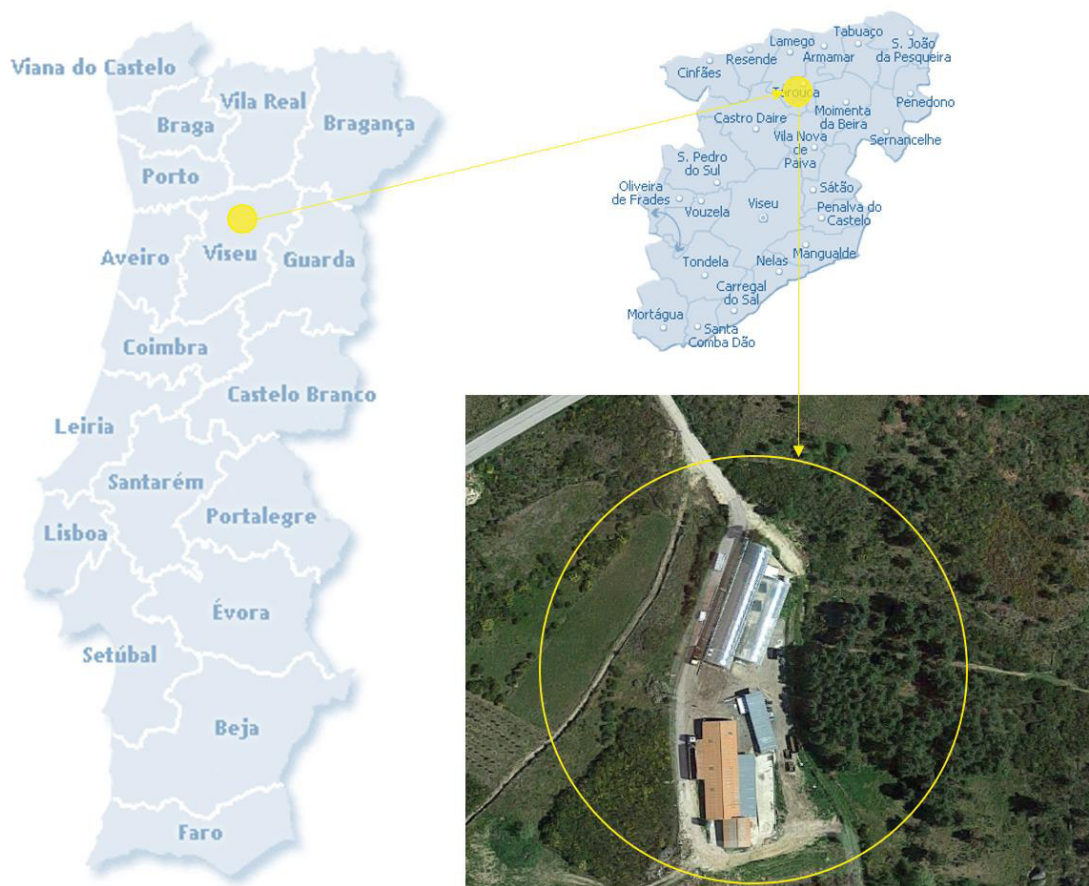 Viana do Castelo
Vila Real
Bragança
Braga
Porto
Aveiro
Viseu
Guarda
Coimbra
Castelo Branco
Leiria
Santarém
Portalegre
Lisboa
Évora
Setúbal
Beja
Faro
Tabuaço
Lamego
S. João
da Pesqueira
Resende
Armamar
Cinfães
Tarouca
Penedono
Moimenta
da Beira
Castro Daire
Vila Nova
de
Paiva
Sernancelhe
S. Pedro
do Sul
Oliveira
de Frades
Sátão
Vouzela
Viseu
Penalva do
Castelo
Mangualde
Tondela
Nelas
Carregal
do Sal
Mortágua
Santa
Comba Dão